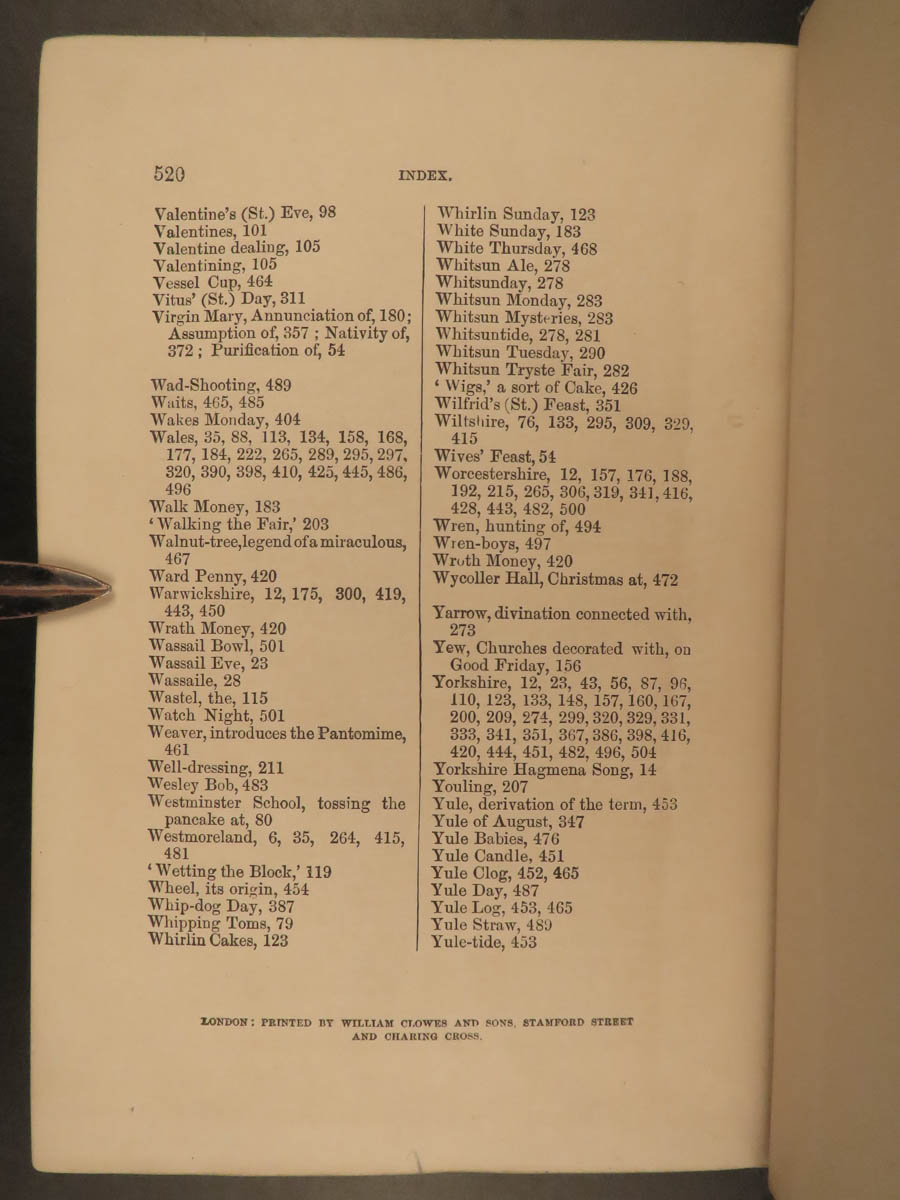 520
INDEX.
Valentine's (St.) Eve, 98
Valentines, 101
Valentine dealing, 105
Valentining, 105
Vessel Cup, 464
Vitus' (St.) Day, 311
Virgin Mary, Annunciation of, 180;
Assumption of, 357 ; Nativity of,
372 ; Purification of, 54
Wad-Shooting, 489
Waits, 465, 485
Wakes Monday, 404
Wales, 35, 88, 113, 134, 158, 168,
177, 184, 222, 265, 289, 295, 297,
320, 390, 398, 410, 425, 445, 486,
496
Walk Money, 183
‘Walking the Fair,’ 203
Walnut-tree, legend of a miraculous,
467
Ward Penny, 420
Warwickshire, 12, 175, 300, 419,
443, 450
Wrath Money, 420
Wassail Bowl, 501
Wassail Eve, 23
Wassaile, 28
Wastel, the, 115
Watch Night, 501
Weaver, introduces the Pantomime,
461
Well-dressing, 211
Wesley Bob, 483
Westminster School, tossing the
pancake at, 80
Westmoreland, 6, 35, 264, 415,
481
‘Wetting the Block,’ 119
Wheel, its origin, 454
Whip-dog Day, 387
Whipping Toms, 79
Whirlin Cakes, 123
Whirlin Sunday, 123
White Sunday, 183
White Thursday, 468
Whitsun Ale, 278
Whitsunday, 278
Whitsun Monday, 283
Whitsun Mysteries, 283
Whitsuntide, 278, 281
Whitsun Tuesday, 290
Whitsun Tryste Fair, 282
‘ Wigs,’ a sort of Cake, 426
Wilfrid's (St.) Feast, 351
Wiltshire, 76, 133, 295, 309, 329,
415
Wives' Feast, 54
Worcestershire, 12, 157, 176, 188,
192, 215, 265, 306, 319, 341, 416,
428, 443, 482, 500
Wren, hunting of, 494
Wren-boys, 497
Wroth Money, 420
Wycoller Hall, Christmas at, 472
Yarrow, divination connected with,
273
Yew, Churches decorated with, on
Good Friday, 156
Yorkshire, 12, 23, 43, 56, 87, 96,
110, 123, 133, 148, 157, 160, 167,
200, 209, 274, 299, 320, 329, 331,
333, 341, 351, 367, 386, 398, 416,
420, 444, 451, 482, 496, 504
Yorkshire Hagmena Song, 14
Youling, 207
Yule, derivation of the term, 453
Yule of August, 347
Yule Babies, 476
Yule Candle, 451
Yule Clog, 452, 465
Yule Day, 487
Yule Log, 453, 465
Yule Straw, 489
Yule-tide, 453
LONDON: PRINTED BY WILLIAM CLOWES AND SONS, STAMFORD STREET
AND CHARING CROSS.